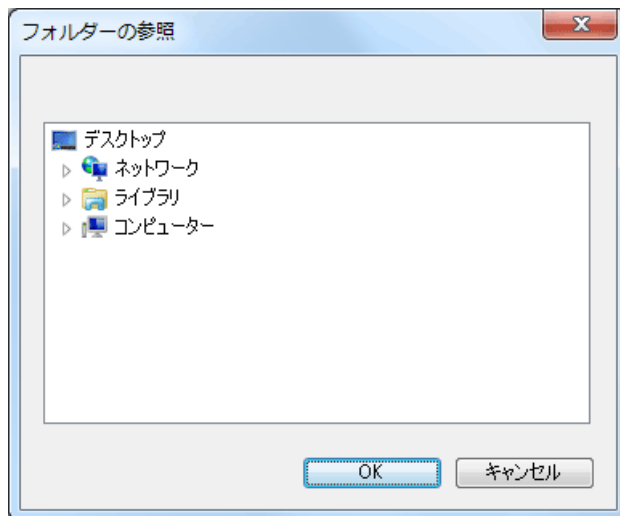 フォルダーの参照
デスクトップ
ネットワーク
ライブラリ
コンピューター
OK
キャンセル